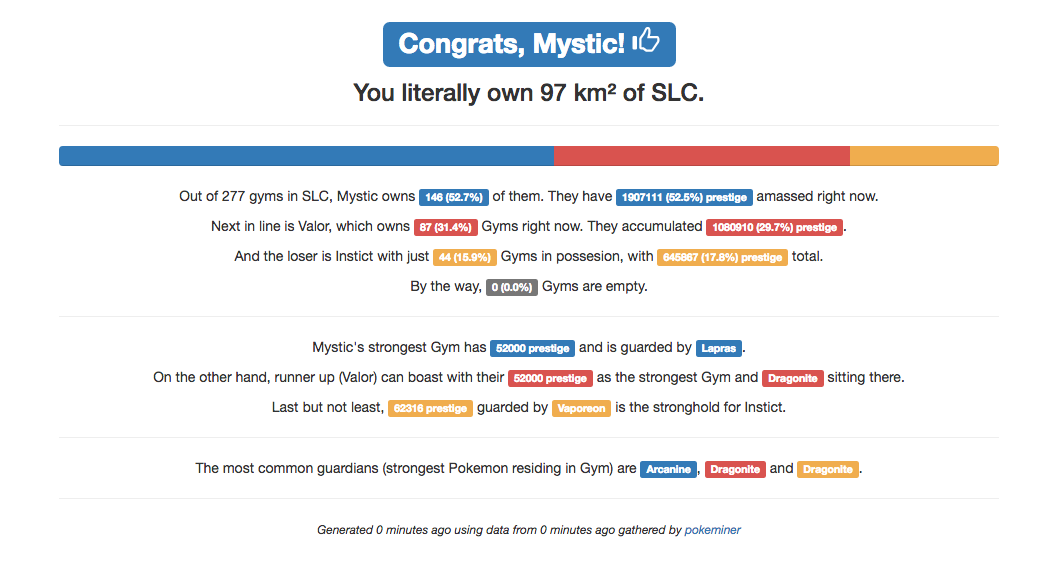 Congrats, Mystic!
You literally own 97 km² of SLC.
Out of 277 gyms in SLC, Mystic owns 146 (52.7%) of them. They have 1907111 (52.5%) prestige amassed right now.
Next in line is Valor, which owns 87 (31.4%) Gyms right now. They accumulated 1080910 (29.7%) prestige.
And the loser is Instict with just 44 (15.9%) Gyms in possesion, with 645867 (17.8%) prestige total.
By the way, 0 (0.0%) Gyms are empty.
Mystic's strongest Gym has 52000 prestige and is guarded by Lapras.
On the other hand, runner up (Valor) can boast with their 52000 prestige as the strongest Gym and Dragonite sitting there.
Last but not least, 62316 prestige guarded by Vaporeon is the stronghold for Instict.
The most common guardians (strongest Pokemon residing in Gym) are Arcanine, Dragonite and Dragonite.
Generated 0 minutes ago using data from 0 minutes ago gathered by pokeminer